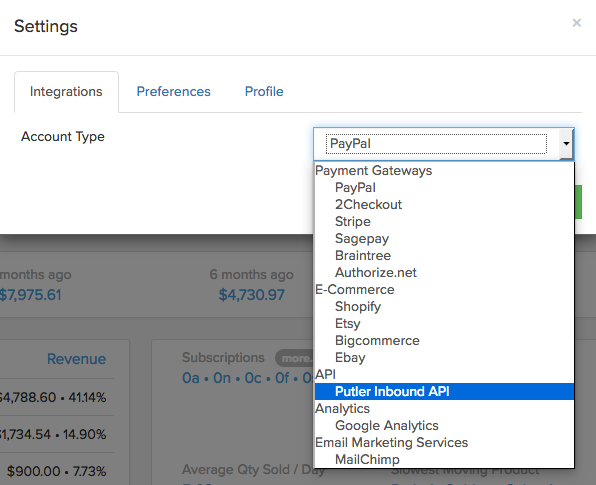 Settings ×
Integrations Preferences Profile
Account Type PayPal
Payment Gateways
PayPal
2Checkout
Stripe
Sagepay
Braintree
Authorize.net
E-Commerce
Shopify
Etsy
Bigcommerce
Ebay
API
Putler Inbound API
Analytics
Google Analytics
Email Marketing Services
MailChimp
months ago 6 months ago
$7,975.61 $4,730.97
Revenue
$4,788.60 • 41.14%
$1,734.54 • 14.90%
$900.00 • 7.73%
Subscriptions more
0a • 0n • 0c • 0f •
Average Qty Sold / Day
Slowest Moving Product